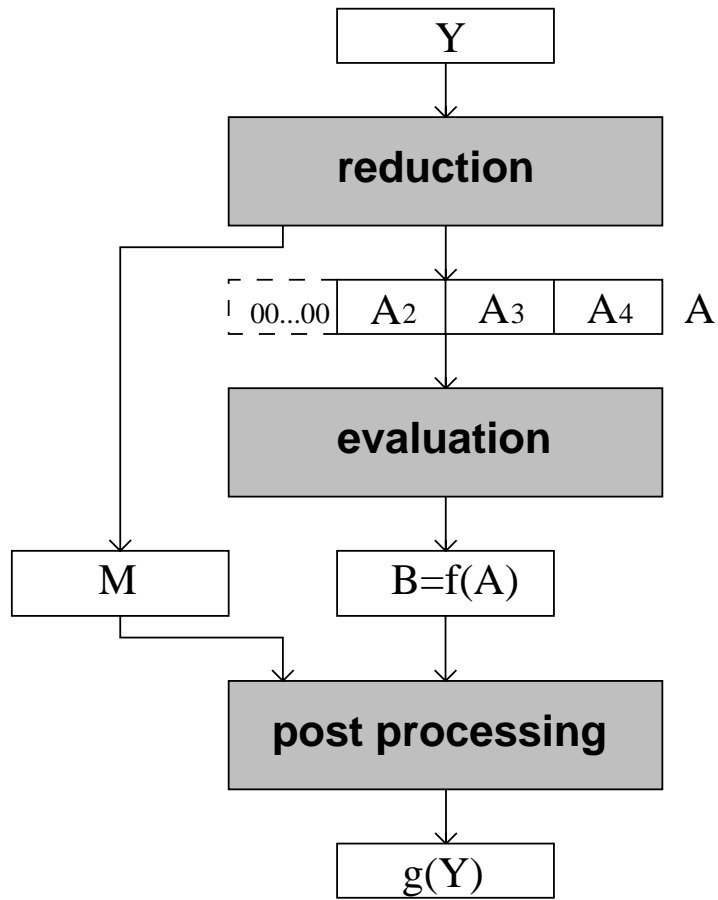 Y
reduction
00...00 A2 A3 A4 A
evaluation
M B=f(A)
post processing
g(Y)